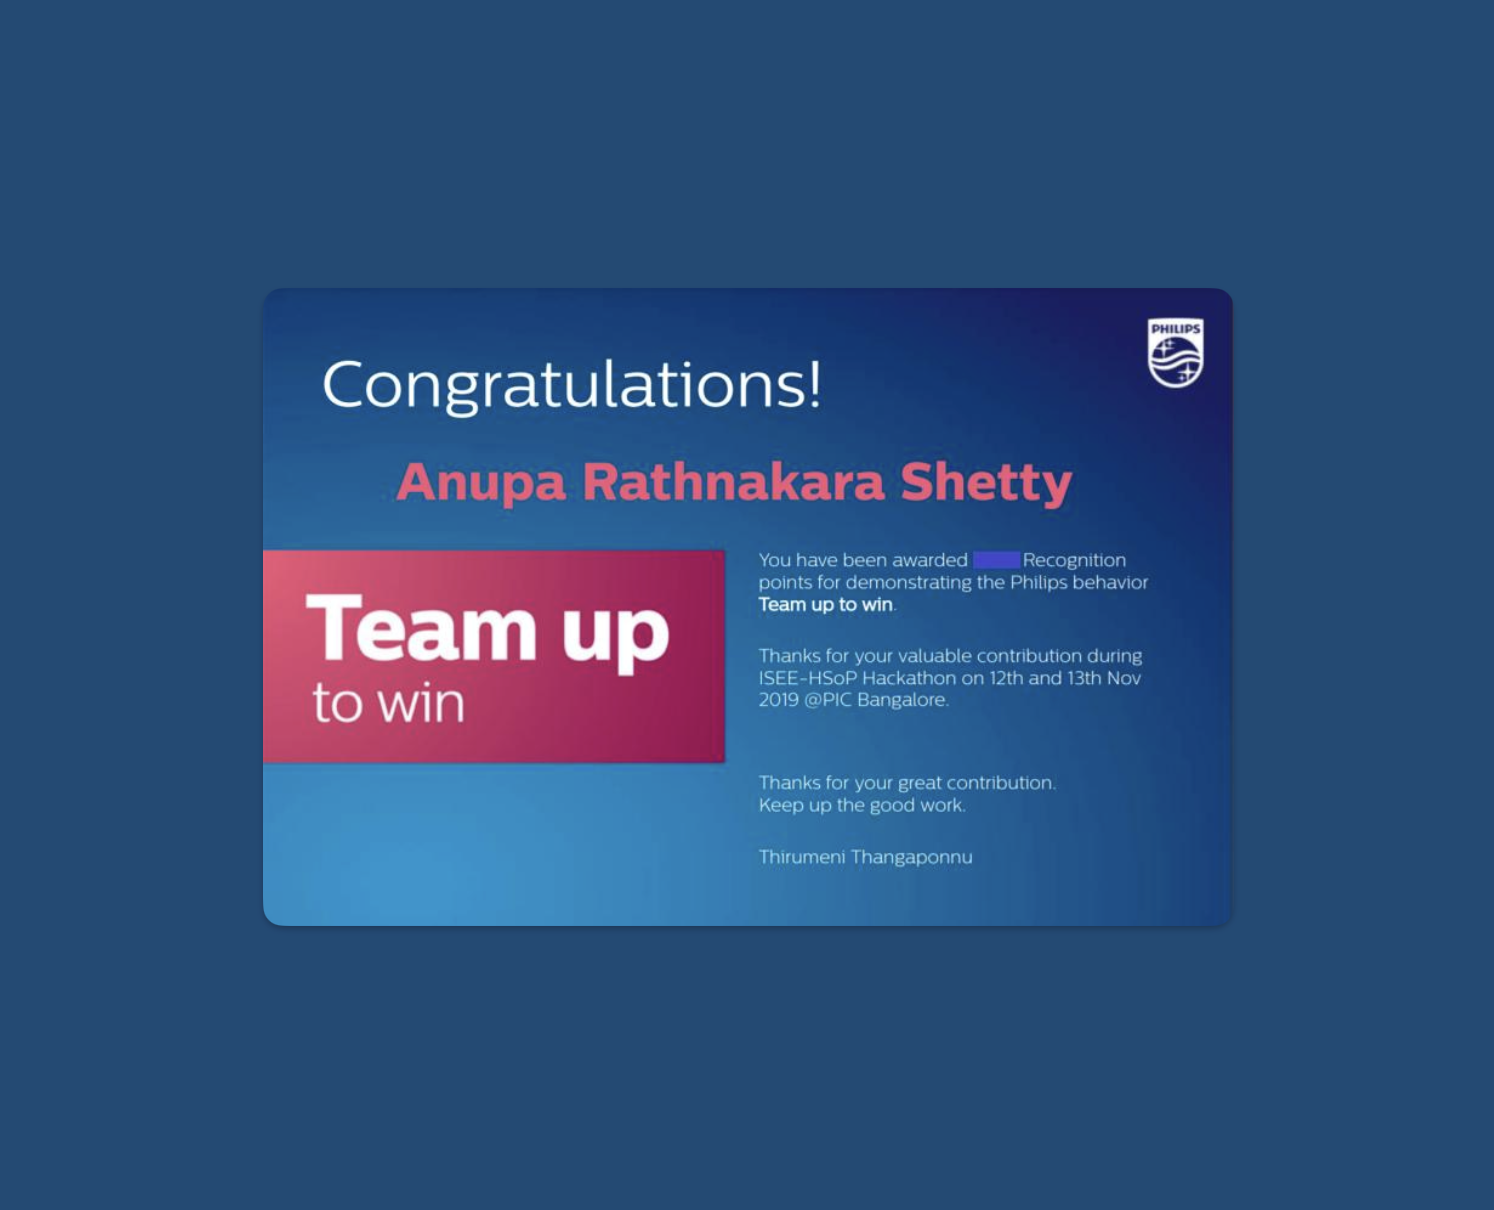 PHILIPS
Congratulations!
Anupa Rathnakara Shetty
Team up
to win
You have been awarded Recognition
points for demonstrating the Philips behavior
Team up to win.
Thanks for your valuable contribution during
ISEE-HSoP Hackathon on 12th and 13th Nov
2019 @PIC Bangalore.
Thanks for your great contribution.
Keep up the good work.
Thirumeni Thangaponnu